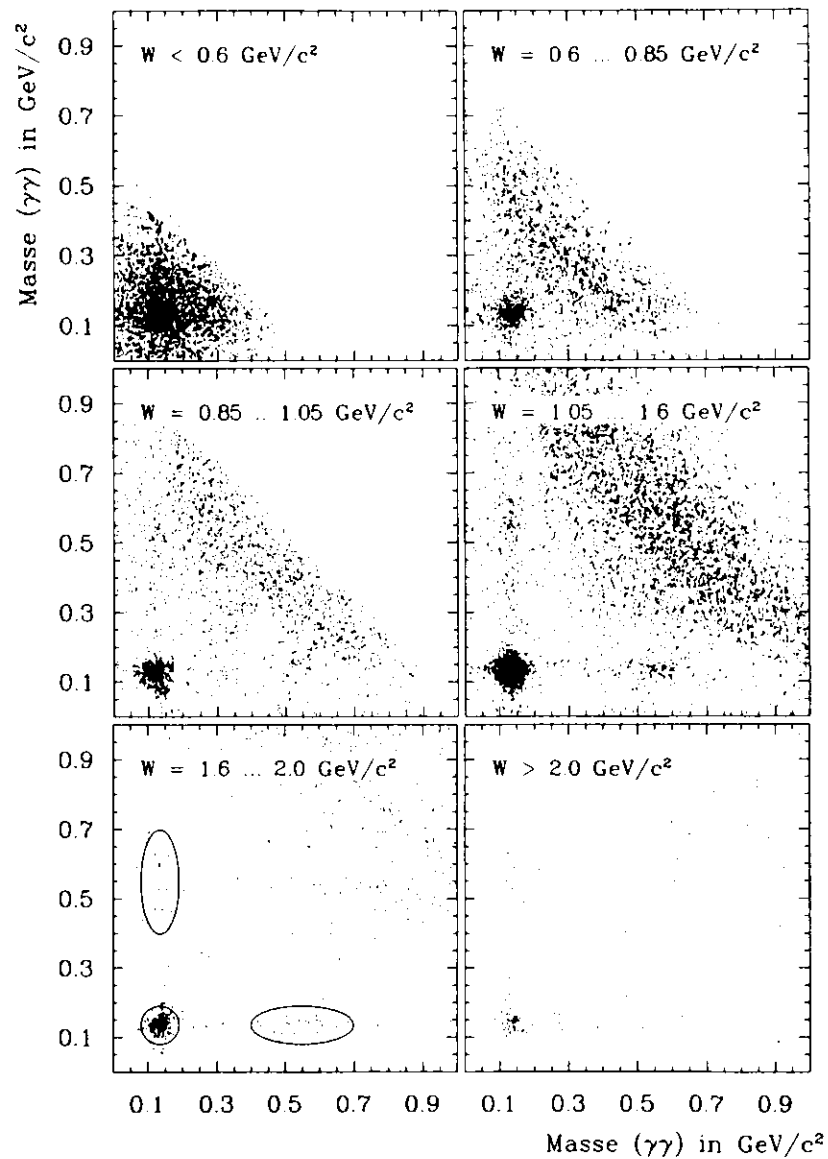 Masse (γγ) in GeV/c²
W < 0.6 GeV/c²
0.9
0.7
0.5
0.3
0.1
W = 0.6 ... 0.85 GeV/c²
W = 0.85 .. 1.05 GeV/c²
0.9
0.7
0.5
0.3
0.1
W = 1.05 ... 1.6 GeV/c²
W = 1.6 ... 2.0 GeV/c²
0.9
0.7
0.5
0.3
0.1
W > 2.0 GeV/c²
0.1 0.3 0.5 0.7 0.9
0.1 0.3 0.5 0.7 0.9
Masse (γγ) in GeV/c²